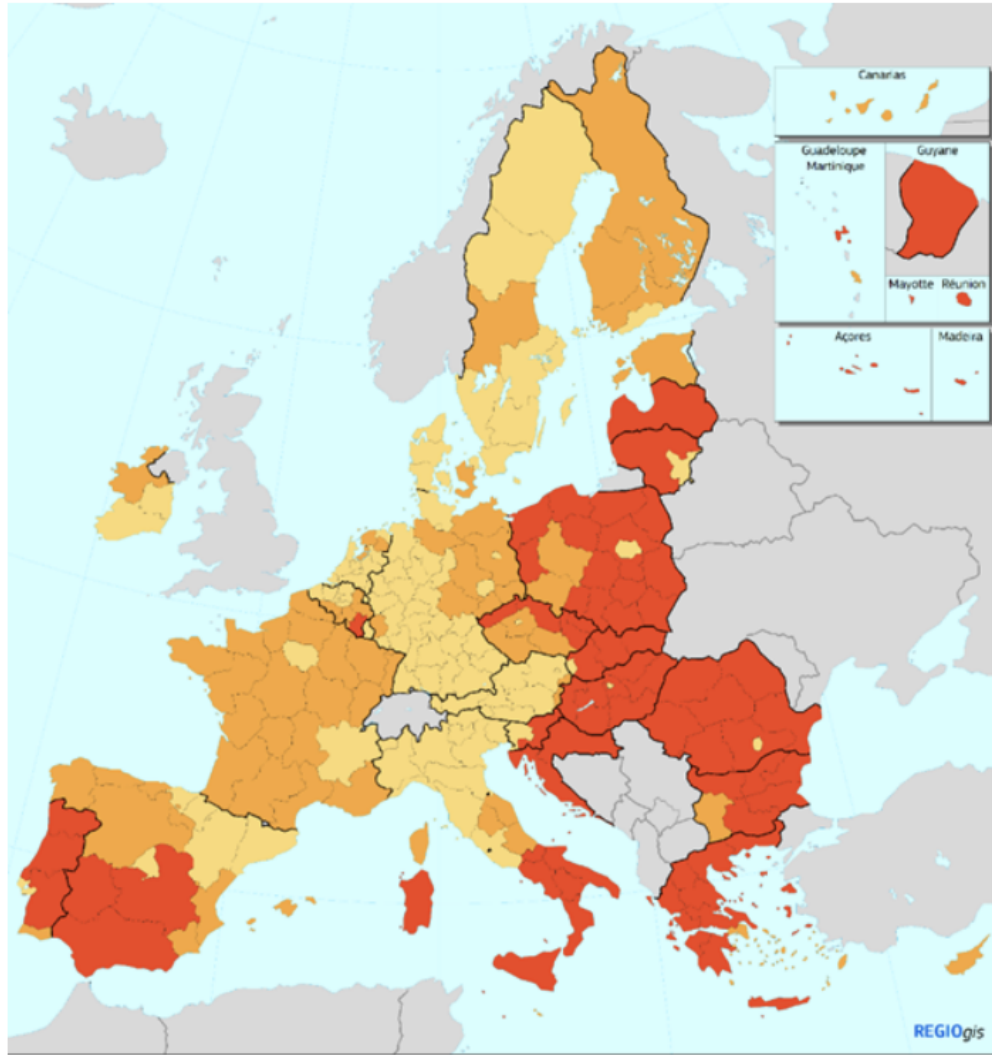 Canarias
Guadeloupe
Martinique
Guyane
Mayotte
Réunion
Açores
Madeira
REGIOgis